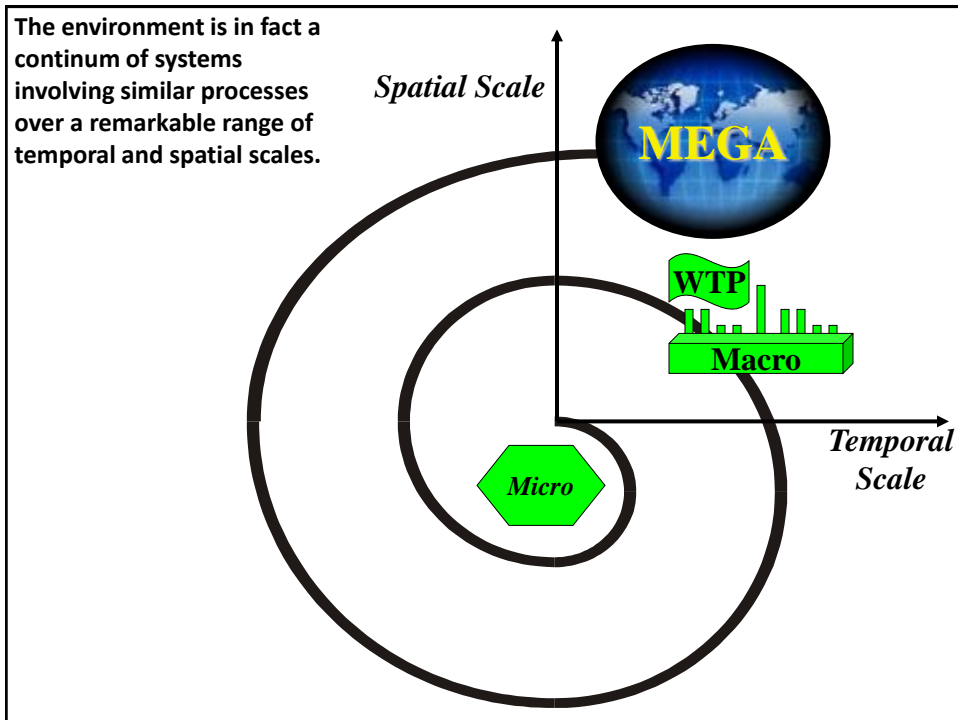 The environment is in fact a
continum of systems
involving similar processes
over a remarkable range of
temporal and spatial scales.
Spatial Scale
MEGA
WTP
Macro
Temporal
Scale
Micro